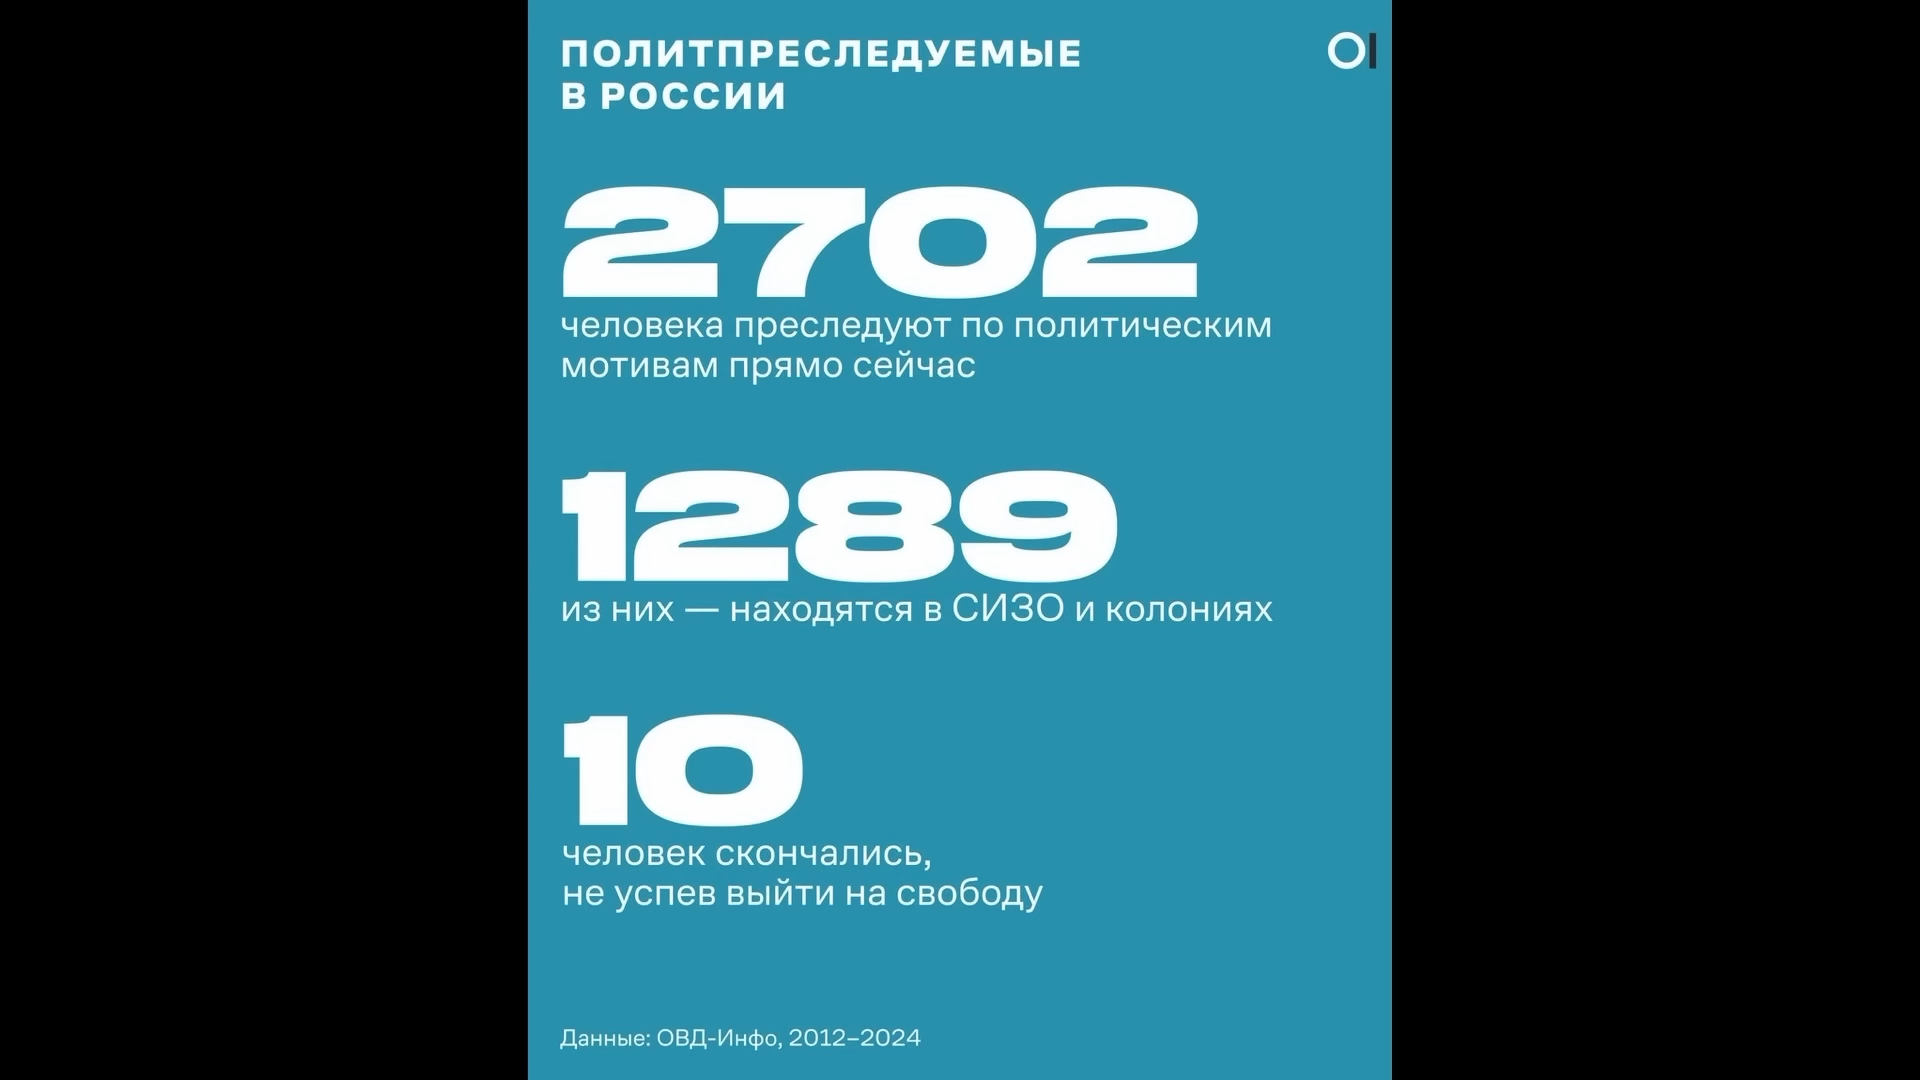 ПОЛИТПРЕСЛЕДУЕМЫЕ
В РОССИИ
OI
2702
человека преследуют по политическим
мотивам прямо сейчас
1289
из них — находятся в СИЗО и колониях
10
человек скончались,
не успев выйти на свободу
Данные: ОВД-Инфо, 2012–2024